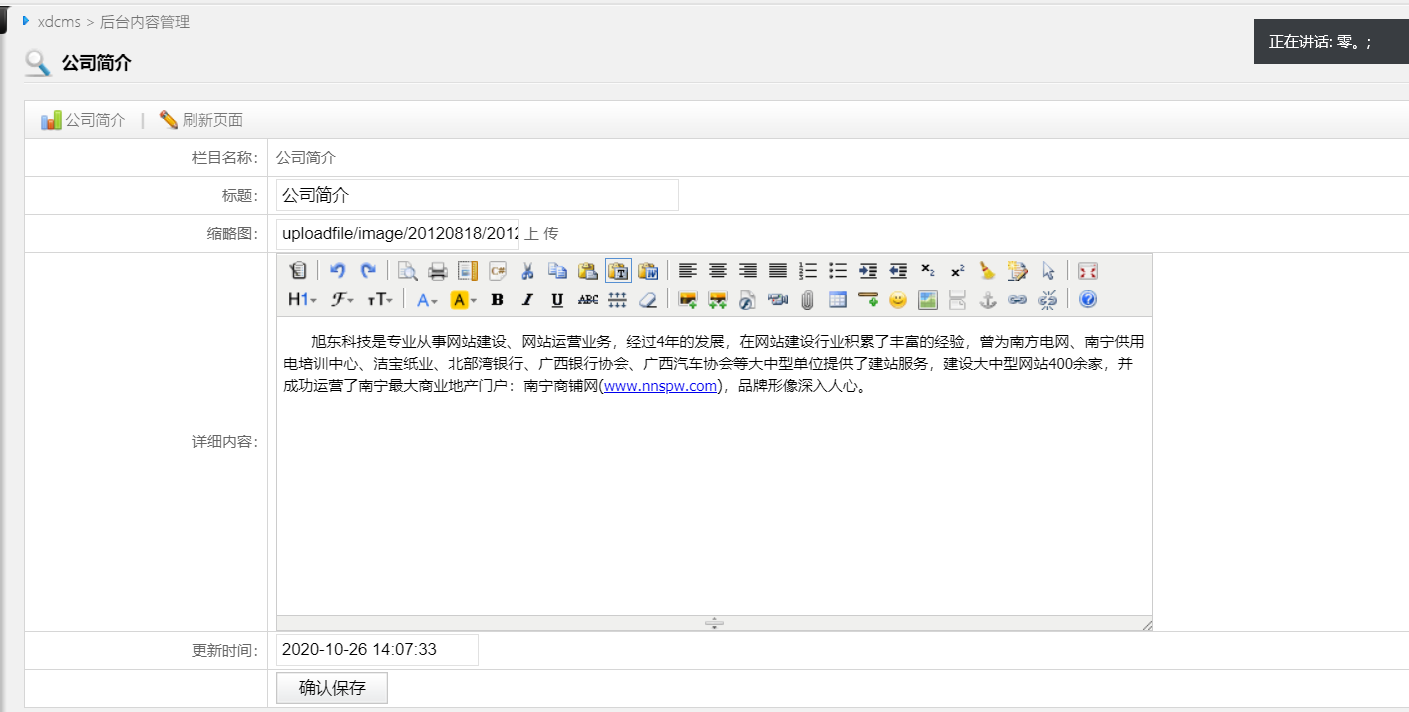 xdcms > 后台内容管理
正在讲话: 零。;
公司简介
公司简介 | 刷新页面
栏目名称： 公司简介
标题： 公司简介
缩略图： uploadfile/image/20120818/2012 上 传
H1 F TT A A B I U ABC
详细内容：
旭东科技是专业从事网站建设、网站运营业务，经过4年的发展，在网站建设行业积累了丰富的经验，曾为南方电网、南宁供用
电培训中心、洁宝纸业、北部湾银行、广西银行协会、广西汽车协会等大中型单位提供了建站服务，建设大中型网站400余家，并
成功运营了南宁最大商业地产门户：南宁商铺网(www.nnspw.com)，品牌形像深入人心。
更新时间： 2020-10-26 14:07:33
确认保存